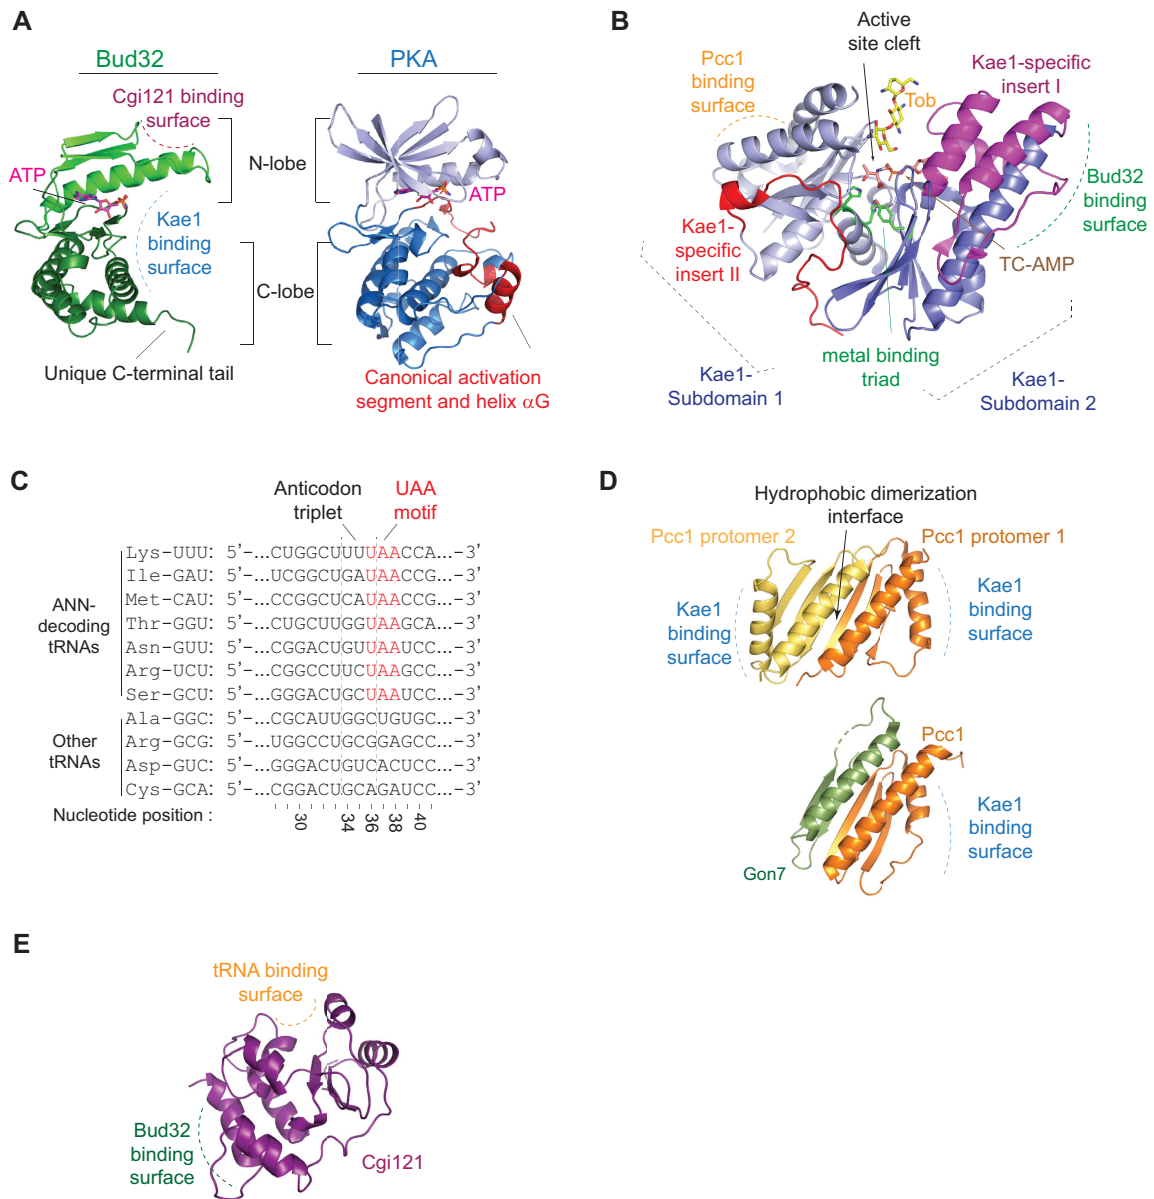 A
Bud32
PKA
Cgi121 binding
surface
N-lobe
ATP
ATP
Kae1
binding
surface
C-lobe
Unique C-terminal tail
Canonical activation
segment and helix αG
B
Active
site cleft
Pcc1
binding
surface
Tob
Kae1-specific
insert I
Bud32
binding
surface
Kae1-
specific
insert II
TC-AMP
metal binding
triad
Kae1-
Subdomain 1
Kae1-
Subdomain 2
C
Anticodon
triplet
UAA
motif
ANN-
decoding
tRNAs
Lys-UUU: 5’-...CUGGCUUUUAACCA...-3’
Ile-GAU: 5’-...UCGGCUGAUAACCG...-3’
Met-CAU: 5’-...CCGGCUCAUAACCG...-3’
Thr-GGU: 5’-...CUGCUUGGUAAGCA...-3’
Asn-GUU: 5’-...CGGACUGUUAAUCC...-3’
Arg-UCU: 5’-...CGGCCUUCUAAGCC...-3’
Ser-GCU: 5’-...GGGACUGCUAAUCC...-3’
Other
tRNAs
Ala-GGC: 5’-...CGCAUUGGCUGUGC...-3’
Arg-GCG: 5’-...UGGCCUGCGGAGCC...-3’
Asp-GUC: 5’-...GGGACUGUCACUCC...-3’
Cys-GCA: 5’-...CGGACUGCAGAUCC...-3’
Nucleotide position :
30 34 36 38 40
D
Hydrophobic dimerization
interface
Pcc1 protomer 2
Pcc1 protomer 1
Kae1
binding
surface
Kae1
binding
surface
Pcc1
Kae1
binding
surface
Gon7
E
tRNA binding
surface
Bud32
binding
surface
Cgi121